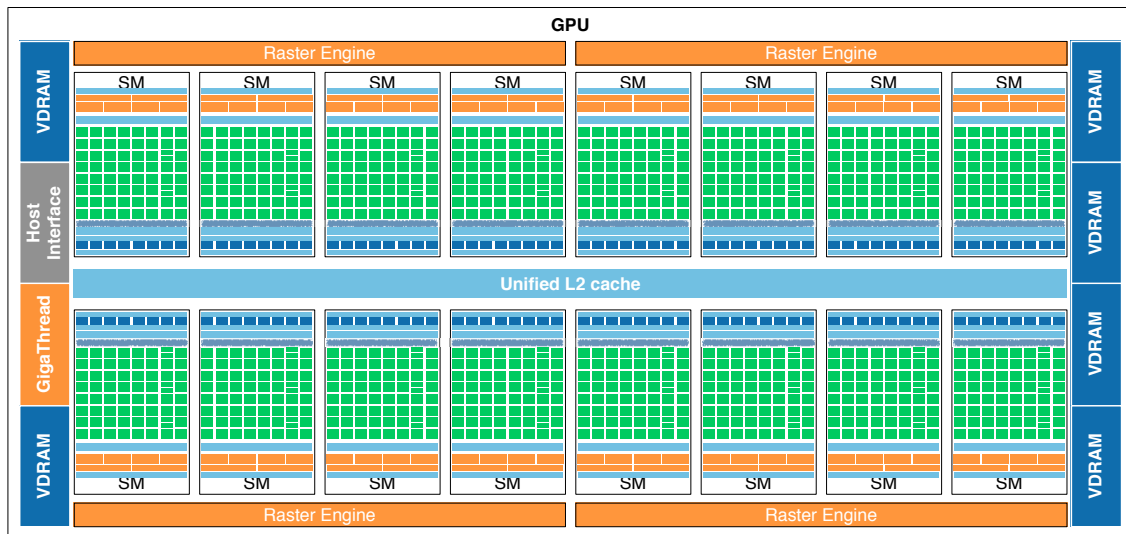 GPU
Raster Engine
Raster Engine
VDRAM
Host
Interface
GigaThread
VDRAM
SM
SM
SM
SM
SM
SM
SM
SM
Unified L2 cache
SM
SM
SM
SM
SM
SM
SM
SM
Raster Engine
Raster Engine
VDRAM
VDRAM
VDRAM
VDRAM